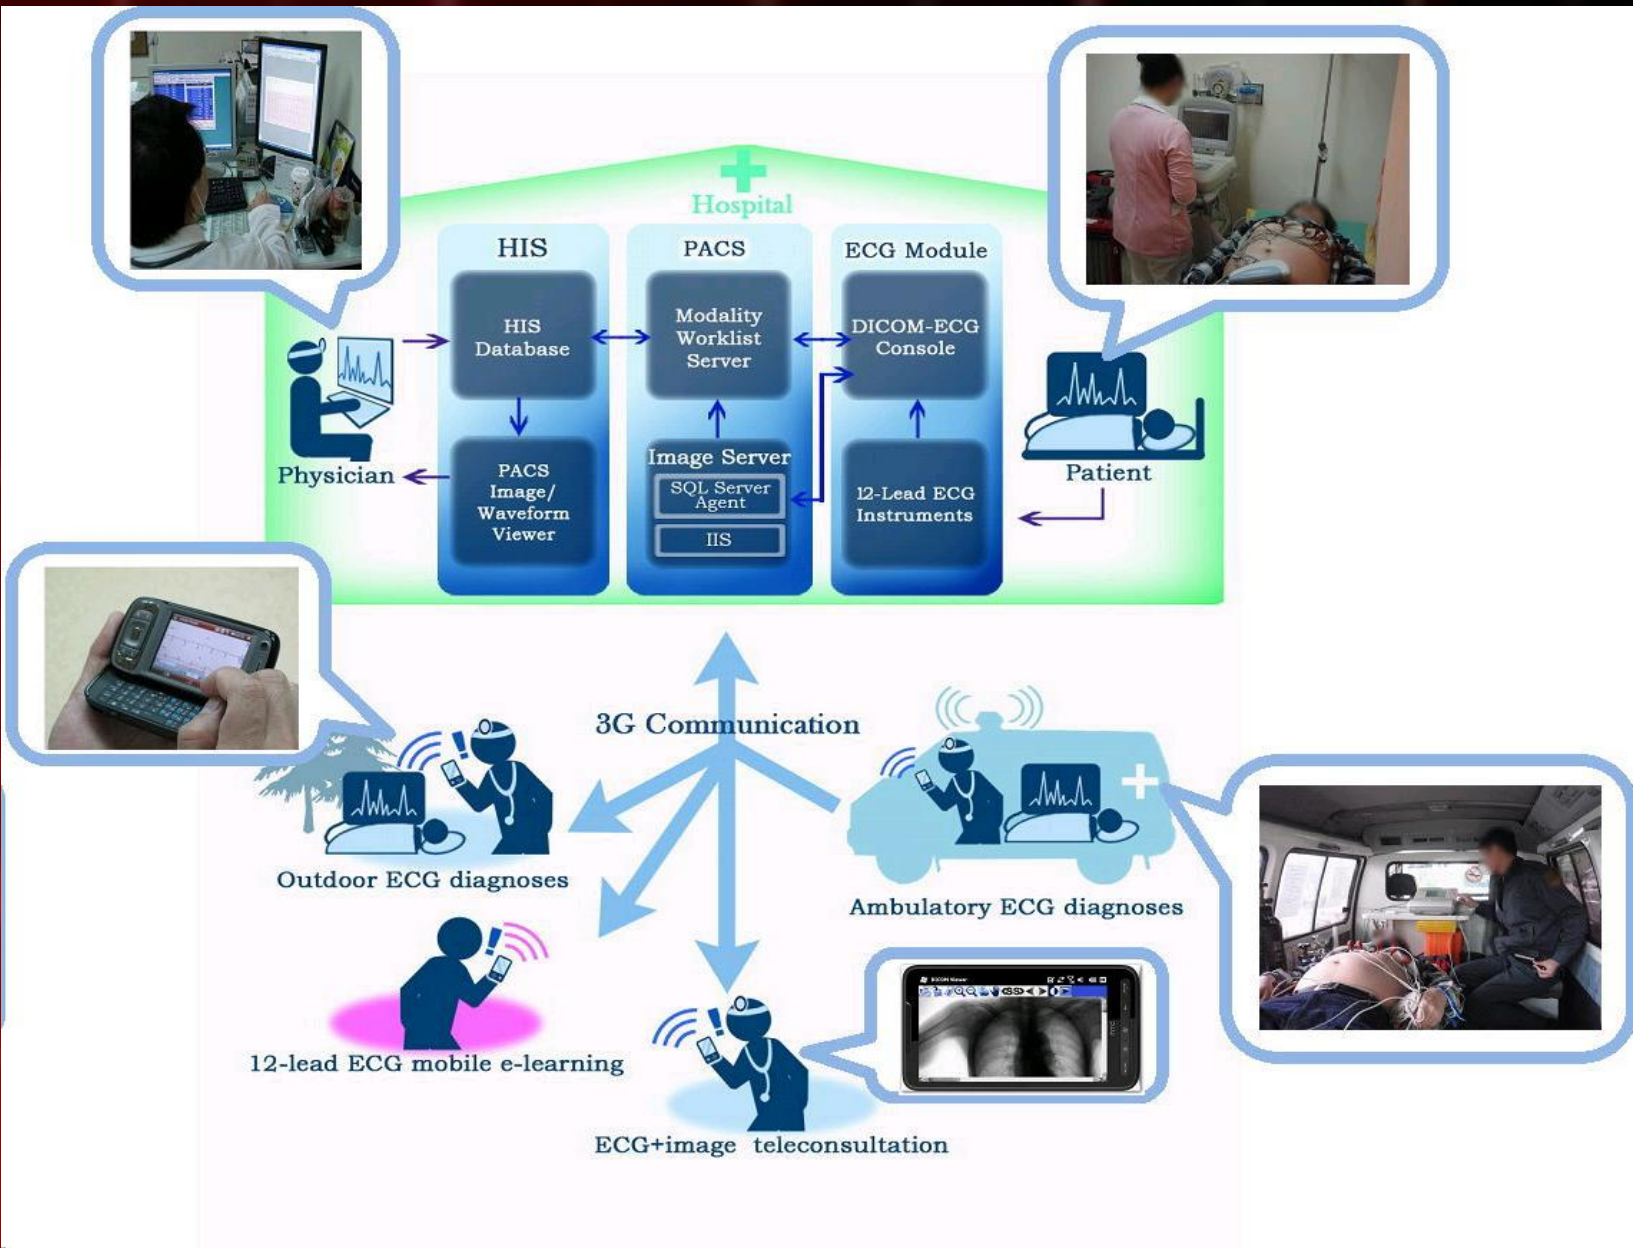 Hospital
HIS
PACS
ECG Module
HIS
Database
Modality
Worklist
Server
DICOM-ECG
Console
Physician
PACS
Image/
Waveform
Viewer
Image Server
SQL Server
Agent
IIS
12-Lead ECG
Instruments
Patient
3G Communication
Outdoor ECG diagnoses
Ambulatory ECG diagnoses
12-lead ECG mobile e-learning
DICOM Viewer
ECG+image teleconsultation